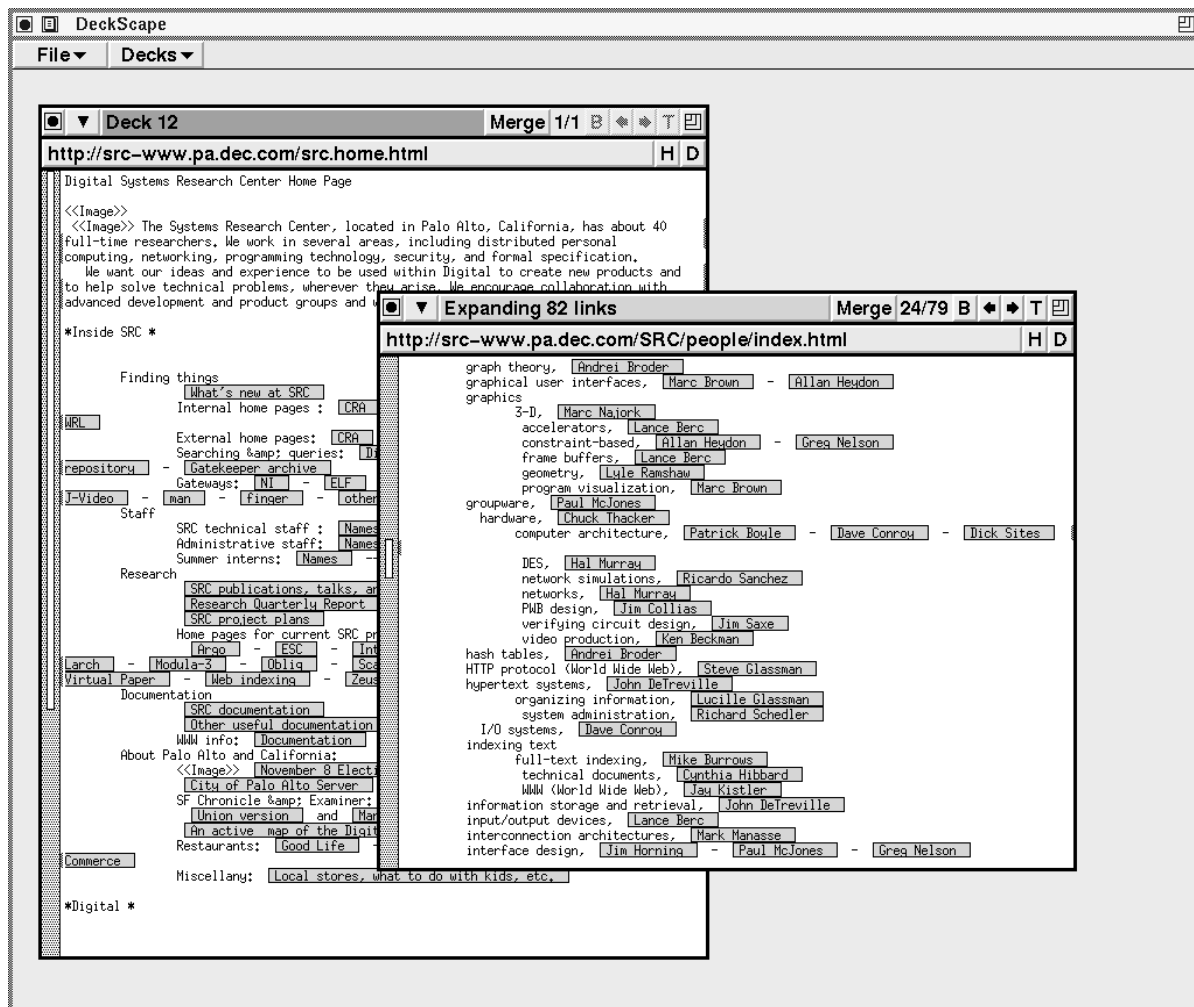 DeckScape
File Decks
Deck 12 Merge 1/1 B T
http://src-www.pa.dec.com/src.home.html H D
Digital Systems Research Center Home Page
<<Image>>
<<Image>> The Systems Research Center, located in Palo Alto, California, has about 40
full-time researchers. We work in several areas, including distributed personal
computing, networking, programming technology, security, and formal specification.
We want our ideas and experience to be used within Digital to create new products and
to help solve technical problems, wherever they arise. We encourage collaboration with
advanced development and product groups and
*Inside SRC *
Finding things
What's new at SRC
Internal home pages : CRA
WRL
External home pages: CRA
Searching &amp; queries:
repository - Gatekeeper archive
Gateways: NI - ELF
J-Video - man - finger - other
Staff
SRC technical staff : Names
Administrative staff: Names
Summer interns: Names --
Research
SRC publications, talks,
Research Quarterly Report
SRC project plans
Home pages for current SRC
Argo - ESC -
Larch - Modula-3 - Obliq -
Virtual Paper - Web indexing - Zeus
Documentation
SRC documentation
Other useful documentation
WWW info: Documentation
About Palo Alto and California:
<<Image>> November 8
City of Palo Alto Server
SF Chronicle &amp; Examiner:
Union version and
An active map of the
Restaurants: Good Life -
Commerce
Miscellany: Local stores, what to do with kids, etc.
*Digital *
Expanding 82 links Merge 24/79 B T
http://src-www.pa.dec.com/SRC/people/index.html H D
graph theory, Andrei Broder
graphical user interfaces, Marc Brown - Allan Heydon
graphics
3-D, Marc Najork
accelerators, Lance Berc
constraint-based, Allan Heydon - Greg Nelson
frame buffers, Lance Berc
geometry, Lyle Ramshaw
program visualization, Marc Brown
groupware, Paul McJones
hardware, Chuck Thacker
computer architecture, Patrick Boyle - Dave Conroy - Dick Sites
DES, Hal Murray
network simulations, Ricardo Sanchez
networks, Hal Murray
PWB design, Jim Collias
verifying circuit design, Jim Saxe
video production, Ken Beckman
hash tables, Andrei Broder
HTTP protocol (World Wide Web), Steve Glassman
hypertext systems, John DeTreville
organizing information, Lucille Glassman
system administration, Richard Schedler
I/O systems, Dave Conroy
indexing text
full-text indexing, Mike Burrows
technical documents, Cynthia Hibbard
WWW (World Wide Web), Jay Kistler
information storage and retrieval, John DeTreville
input/output devices, Lance Berc
interconnection architectures, Mark Manasse
interface design, Jim Horning - Paul McJones - Greg Nelson